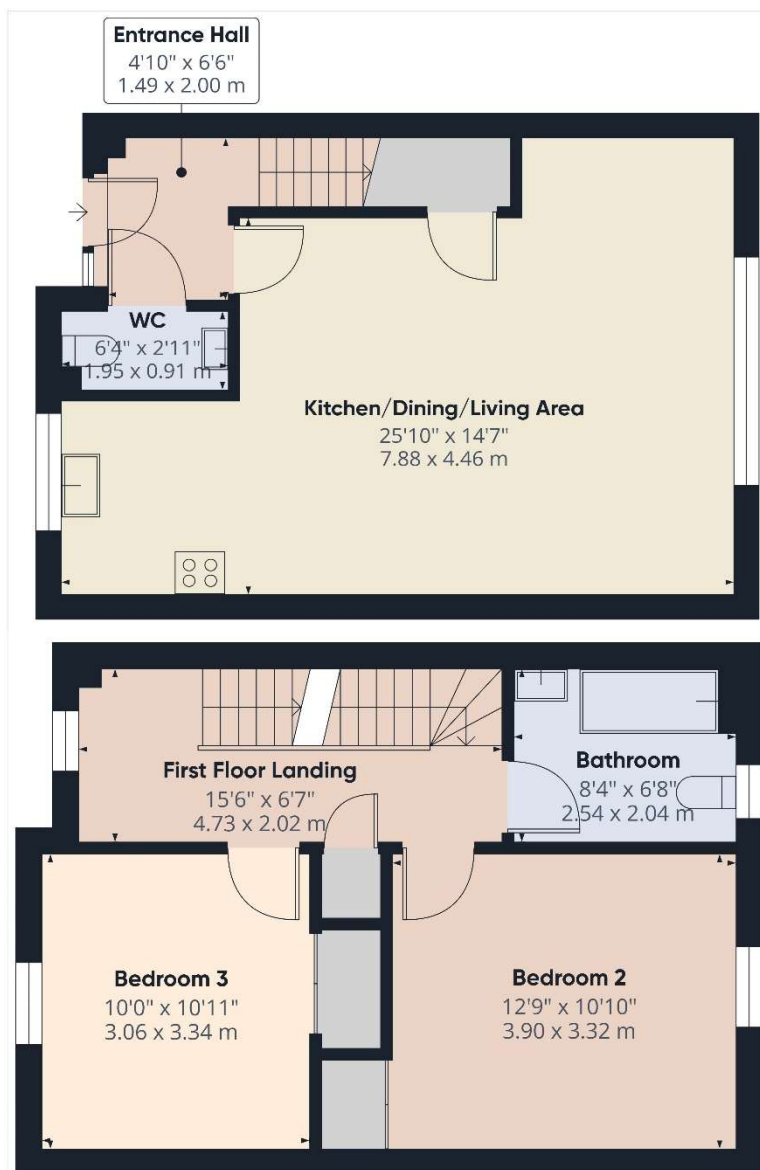 Entrance Hall
4'10" x 6'6"
1.49 x 2.00 m
WC
6'4" x 2'11"
1.95 x 0.91 m
Kitchen/Dining/Living Area
25'10" x 14'7"
7.88 x 4.46 m
First Floor Landing
15'6" x 6'7"
4.73 x 2.02 m
Bathroom
8'4" x 6'8"
2.54 x 2.04 m
Bedroom 3
10'0" x 10'11"
3.06 x 3.34 m
Bedroom 2
12'9" x 10'10"
3.90 x 3.32 m